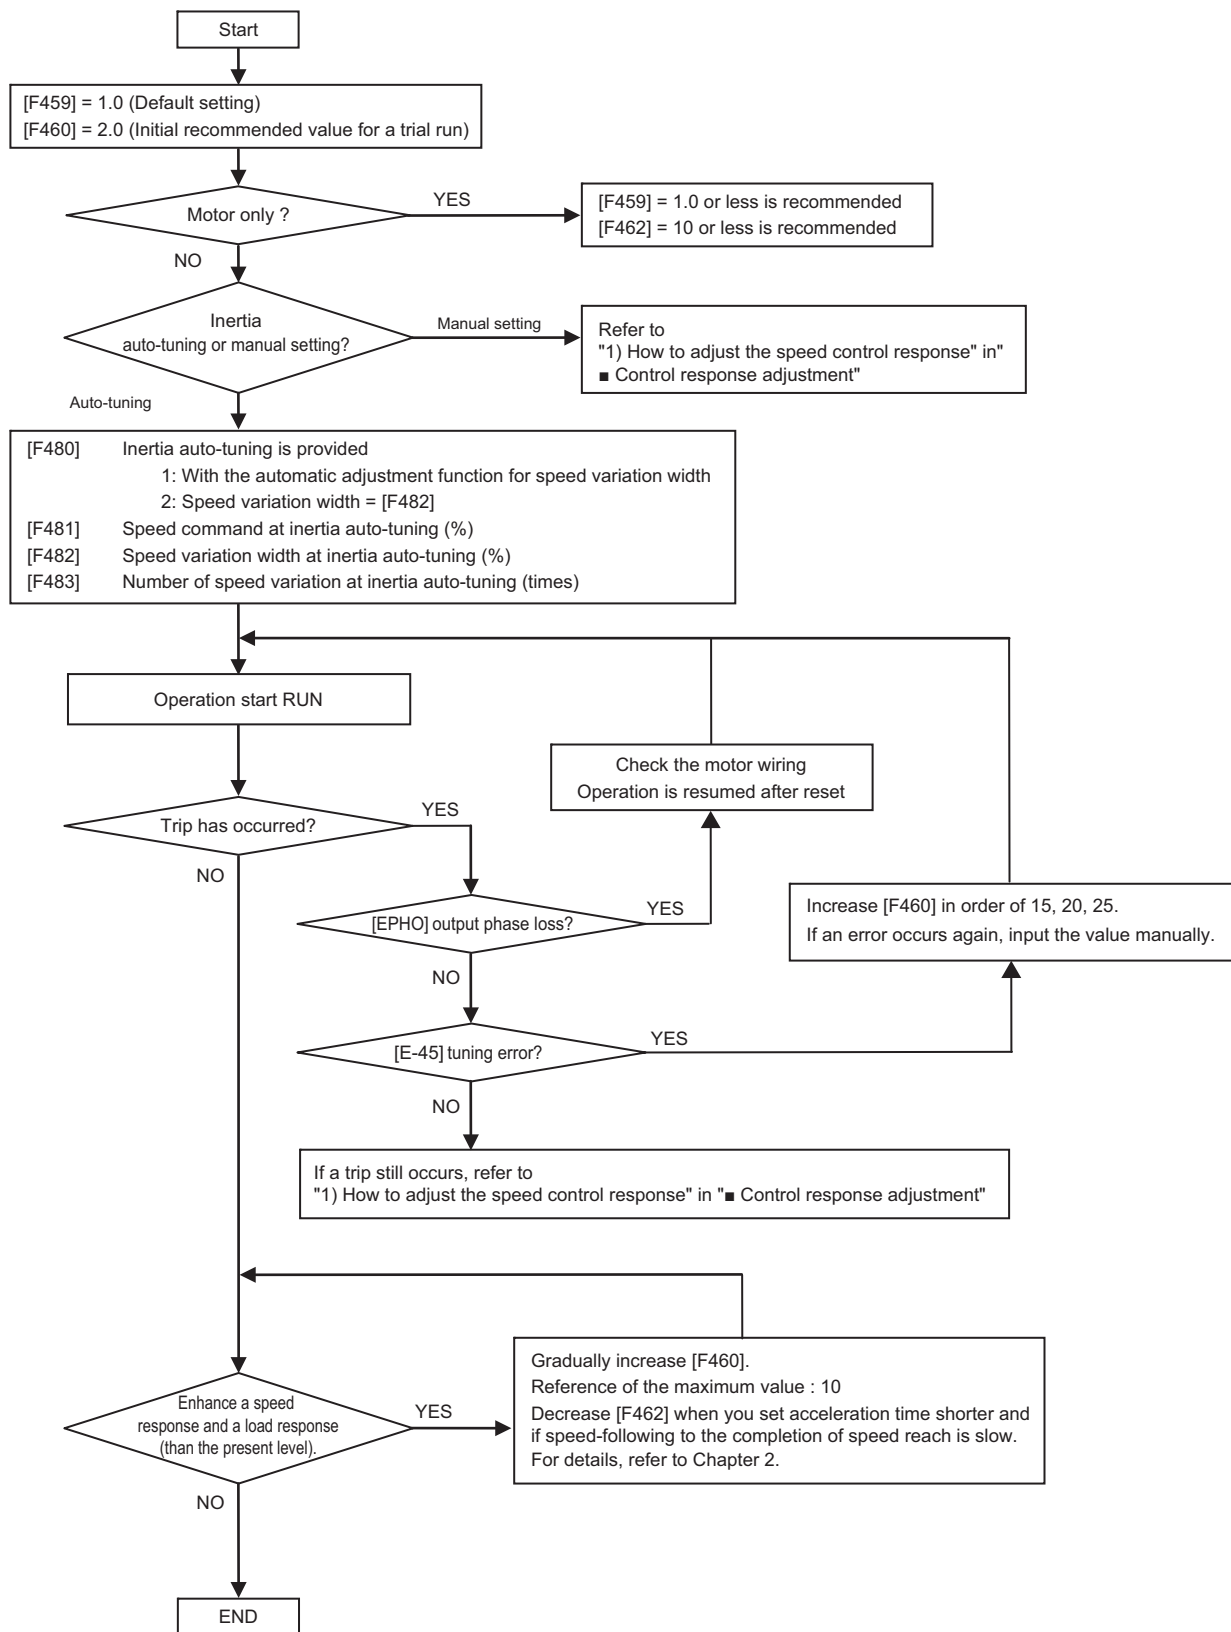 Start
[F459] = 1.0 (Default setting)
[F460] = 2.0 (Initial recommended value for a trial run)
Motor only ?
YES
[F459] = 1.0 or less is recommended
[F462] = 10 or less is recommended
NO
Inertia
auto-tuning or manual setting?
Manual setting
Refer to
"1) How to adjust the speed control response" in"
■ Control response adjustment"
Auto-tuning
[F480] Inertia auto-tuning is provided
1: With the automatic adjustment function for speed variation width
2: Speed variation width = [F482]
[F481] Speed command at inertia auto-tuning (%)
[F482] Speed variation width at inertia auto-tuning (%)
[F483] Number of speed variation at inertia auto-tuning (times)
Operation start RUN
Check the motor wiring
Operation is resumed after reset
Trip has occurred?
YES
NO
[EPHO] output phase loss?
YES
Increase [F460] in order of 15, 20, 25.
If an error occurs again, input the value manually.
NO
[E-45] tuning error?
YES
NO
If a trip still occurs, refer to
"1) How to adjust the speed control response" in "■ Control response adjustment"
Enhance a speed
response and a load response
(than the present level).
YES
Gradually increase [F460].
Reference of the maximum value : 10
Decrease [F462] when you set acceleration time shorter and
if speed-following to the completion of speed reach is slow.
For details, refer to Chapter 2.
NO
END